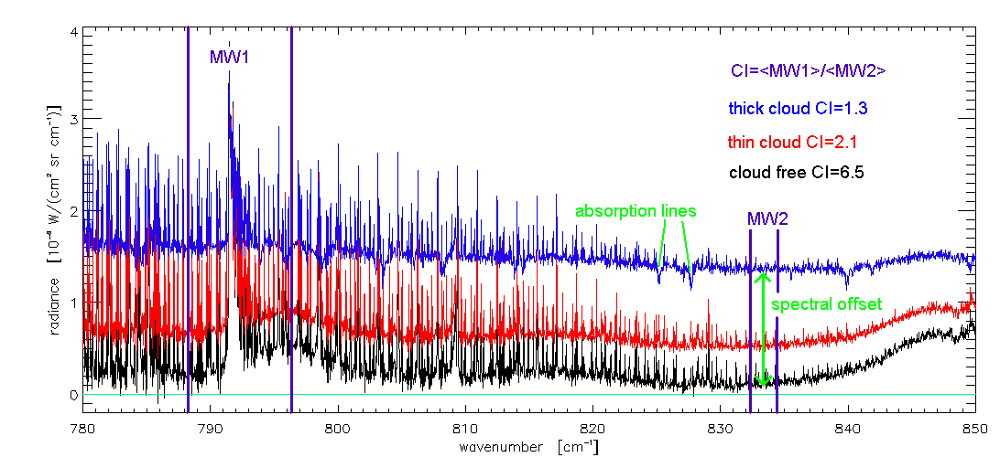 4
3
2
1
0
radiance [10⁻⁶ W/(cm² sr cm⁻¹)]
MW1
CI=<MW1>/<MW2>
thick cloud CI=1.3
thin cloud CI=2.1
cloud free CI=6.5
absorption lines
MW2
spectral offset
780 790 800 810 820 830 840 850
wavenumber [cm⁻¹]